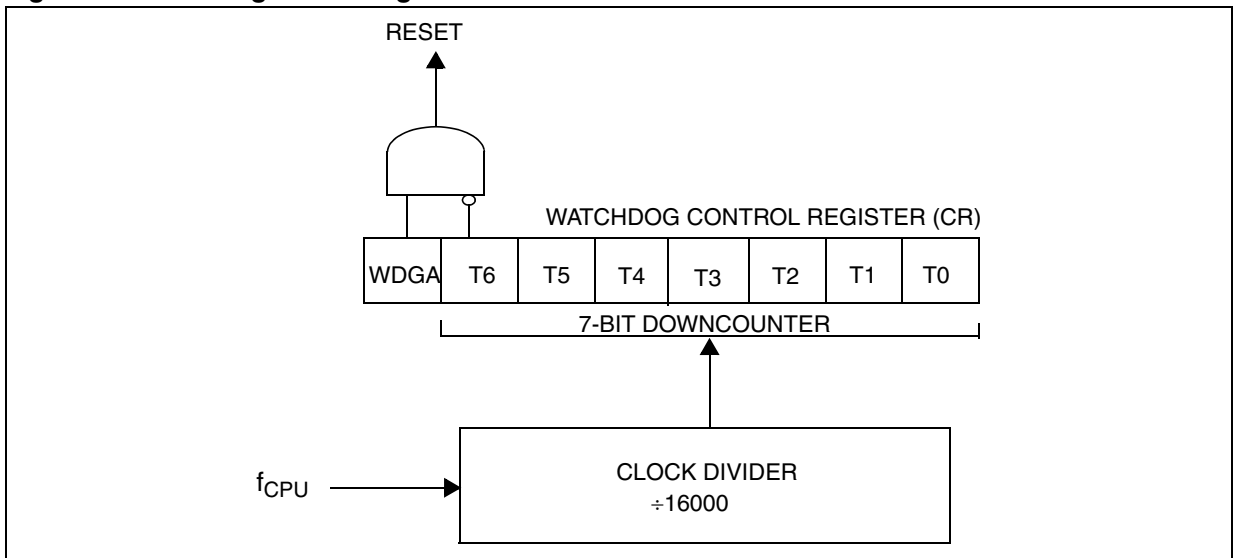 RESET
WATCHDOG CONTROL REGISTER (CR)
WDGA T6 T5 T4 T3 T2 T1 T0
7-BIT DOWNCOUNTER
fCPU
CLOCK DIVIDER
÷16000